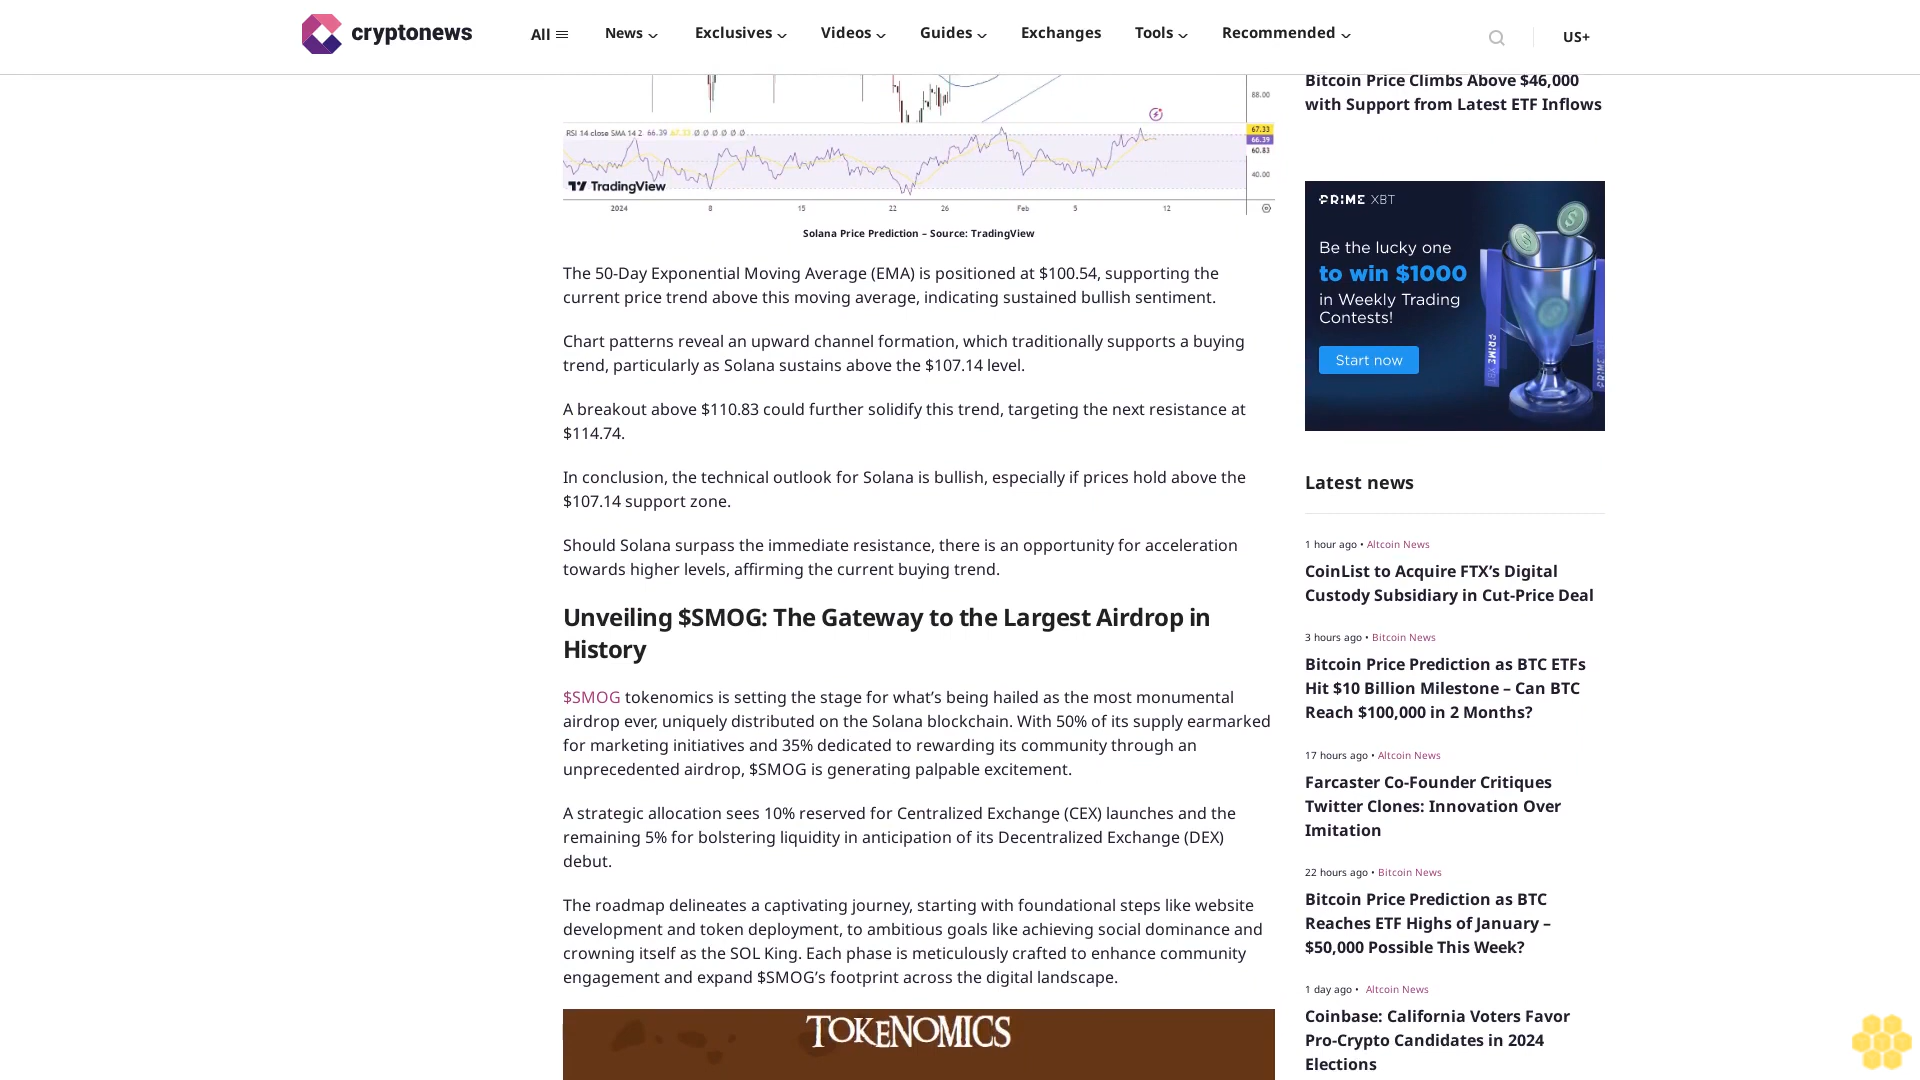 cryptonews
All
News
Exclusives
Videos
Guides
Exchanges
Tools
Recommended
US+
88.00
RSI 14 close SMA 14 2 66.39
67.33
66.39
60.83
40.00
TradingView
2024
8
15
22
26
Feb
5
12
Solana Price Prediction – Source: TradingView
The 50-Day Exponential Moving Average (EMA) is positioned at $100.54, supporting the
current price trend above this moving average, indicating sustained bullish sentiment.
Chart patterns reveal an upward channel formation, which traditionally supports a buying
trend, particularly as Solana sustains above the $107.14 level.
A breakout above $110.83 could further solidify this trend, targeting the next resistance at
$114.74.
In conclusion, the technical outlook for Solana is bullish, especially if prices hold above the
$107.14 support zone.
Should Solana surpass the immediate resistance, there is an opportunity for acceleration
towards higher levels, affirming the current buying trend.
Unveiling $SMOG: The Gateway to the Largest Airdrop in
History
$SMOG tokenomics is setting the stage for what’s being hailed as the most monumental
airdrop ever, uniquely distributed on the Solana blockchain. With 50% of its supply earmarked
for marketing initiatives and 35% dedicated to rewarding its community through an
unprecedented airdrop, $SMOG is generating palpable excitement.
A strategic allocation sees 10% reserved for Centralized Exchange (CEX) launches and the
remaining 5% for bolstering liquidity in anticipation of its Decentralized Exchange (DEX)
debut.
The roadmap delineates a captivating journey, starting with foundational steps like website
development and token deployment, to ambitious goals like achieving social dominance and
crowning itself as the SOL King. Each phase is meticulously crafted to enhance community
engagement and expand $SMOG’s footprint across the digital landscape.
TOKENOMICS
Bitcoin Price Climbs Above $46,000
with Support from Latest ETF Inflows
PRIME XBT
Be the lucky one
to win $1000
in Weekly Trading
Contests!
Start now
PRIME XBT
Latest news
1 hour ago • Altcoin News
CoinList to Acquire FTX’s Digital
Custody Subsidiary in Cut-Price Deal
3 hours ago • Bitcoin News
Bitcoin Price Prediction as BTC ETFs
Hit $10 Billion Milestone – Can BTC
Reach $100,000 in 2 Months?
17 hours ago • Altcoin News
Farcaster Co-Founder Critiques
Twitter Clones: Innovation Over
Imitation
22 hours ago • Bitcoin News
Bitcoin Price Prediction as BTC
Reaches ETF Highs of January –
$50,000 Possible This Week?
1 day ago • Altcoin News
Coinbase: California Voters Favor
Pro-Crypto Candidates in 2024
Elections